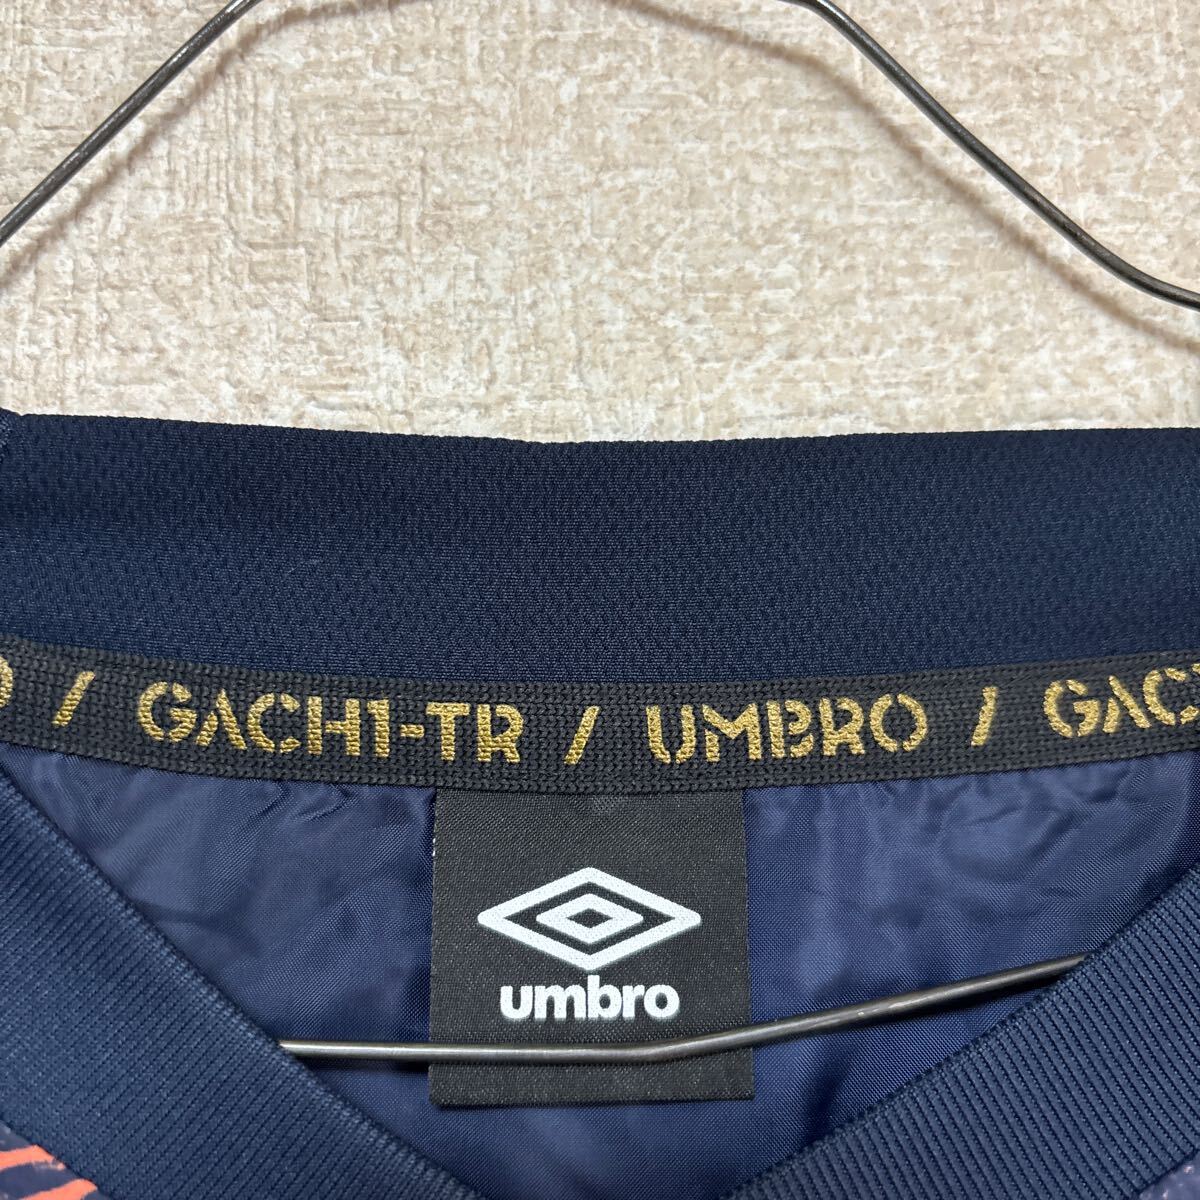 / GACH1-TR / UMBRO / GAC
umbro